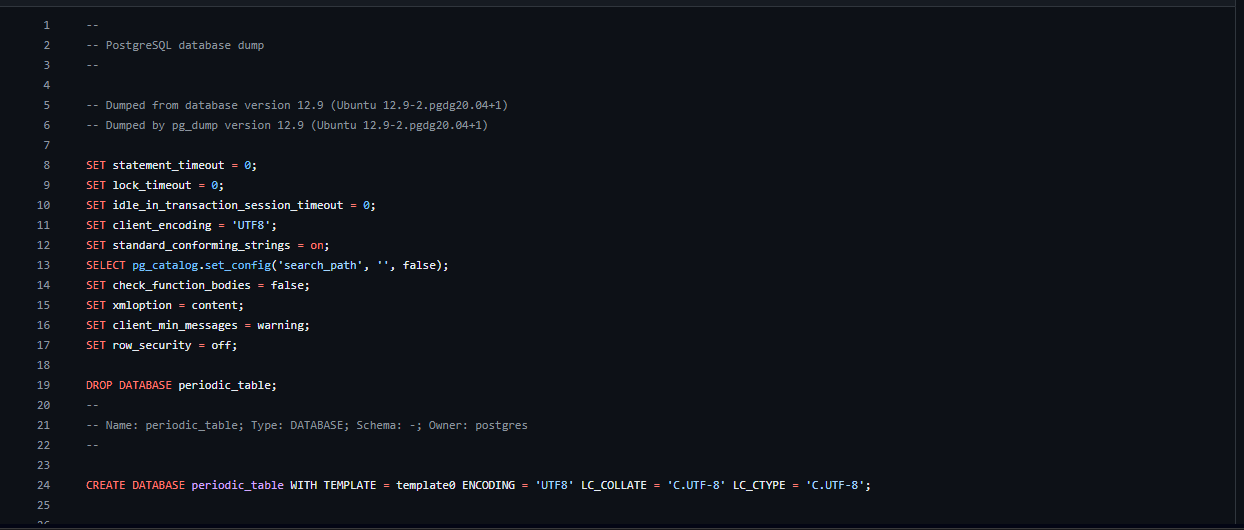 1 --
2 -- PostgreSQL database dump
3 --
4
5 -- Dumped from database version 12.9 (Ubuntu 12.9-2.pgdg20.04+1)
6 -- Dumped by pg_dump version 12.9 (Ubuntu 12.9-2.pgdg20.04+1)
7
8 SET statement_timeout = 0;
9 SET lock_timeout = 0;
10 SET idle_in_transaction_session_timeout = 0;
11 SET client_encoding = 'UTF8';
12 SET standard_conforming_strings = on;
13 SELECT pg_catalog.set_config('search_path', '', false);
14 SET check_function_bodies = false;
15 SET xmloption = content;
16 SET client_min_messages = warning;
17 SET row_security = off;
18
19 DROP DATABASE periodic_table;
20 --
21 -- Name: periodic_table; Type: DATABASE; Schema: -; Owner: postgres
22 --
23
24 CREATE DATABASE periodic_table WITH TEMPLATE = template0 ENCODING = 'UTF8' LC_COLLATE = 'C.UTF-8' LC_CTYPE = 'C.UTF-8';
25